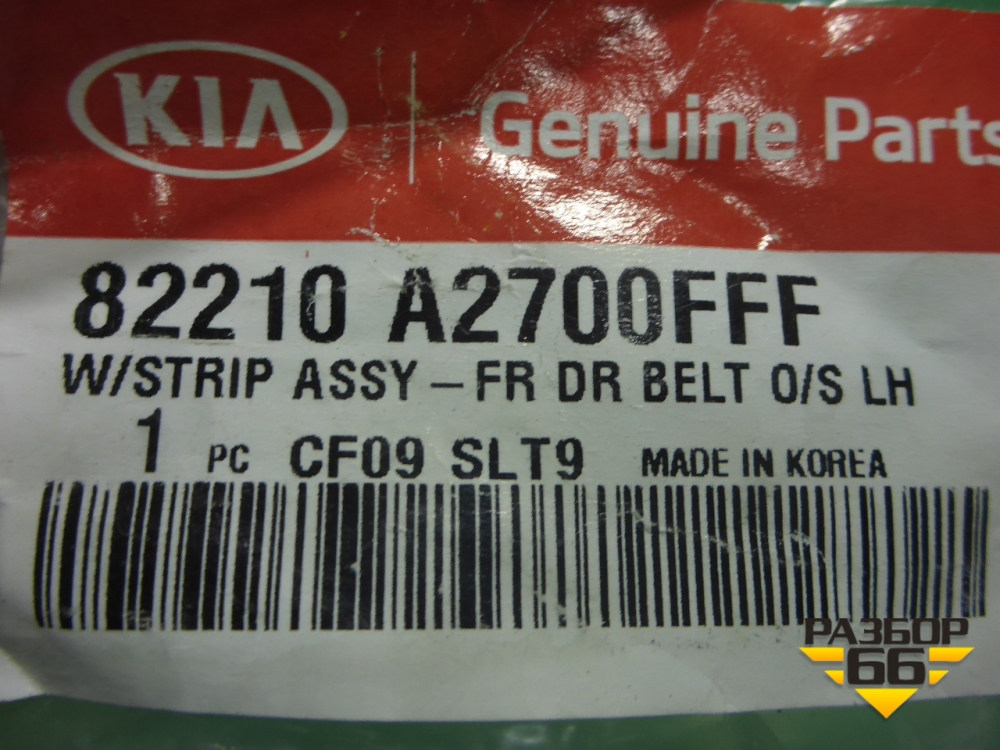 KIA Genuine Parts
82210 A2700FFF
W/STRIP ASSY – FR DR BELT O/S LH
1 PC CF09 SLT9 MADE IN KOREA
РАЗБОР
66